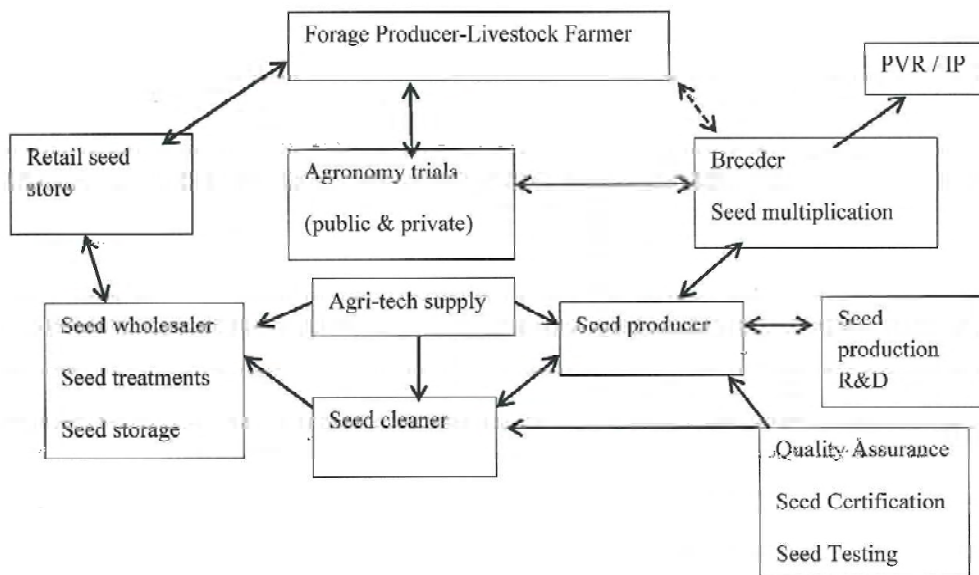 Forage Producer-Livestock Farmer
PVR / IP
Retail seed
store
Agronomy trials
(public & private)
Breeder
Seed multiplication
Agri-tech supply
Seed wholesaler
Seed treatments
Seed storage
Seed producer
Seed
production
R&D
Seed cleaner
Quality Assurance
Seed Certification
Seed Testing